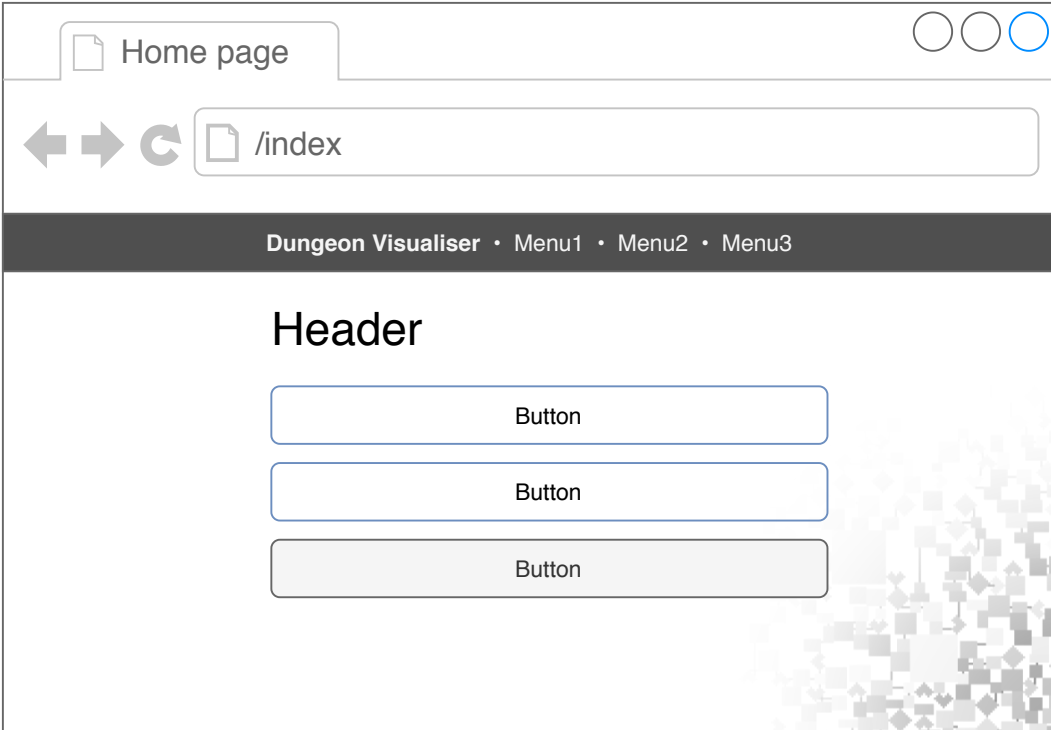 Home page
/index
Dungeon Visualiser • Menu1 • Menu2 • Menu3
Header
Button
Button
Button